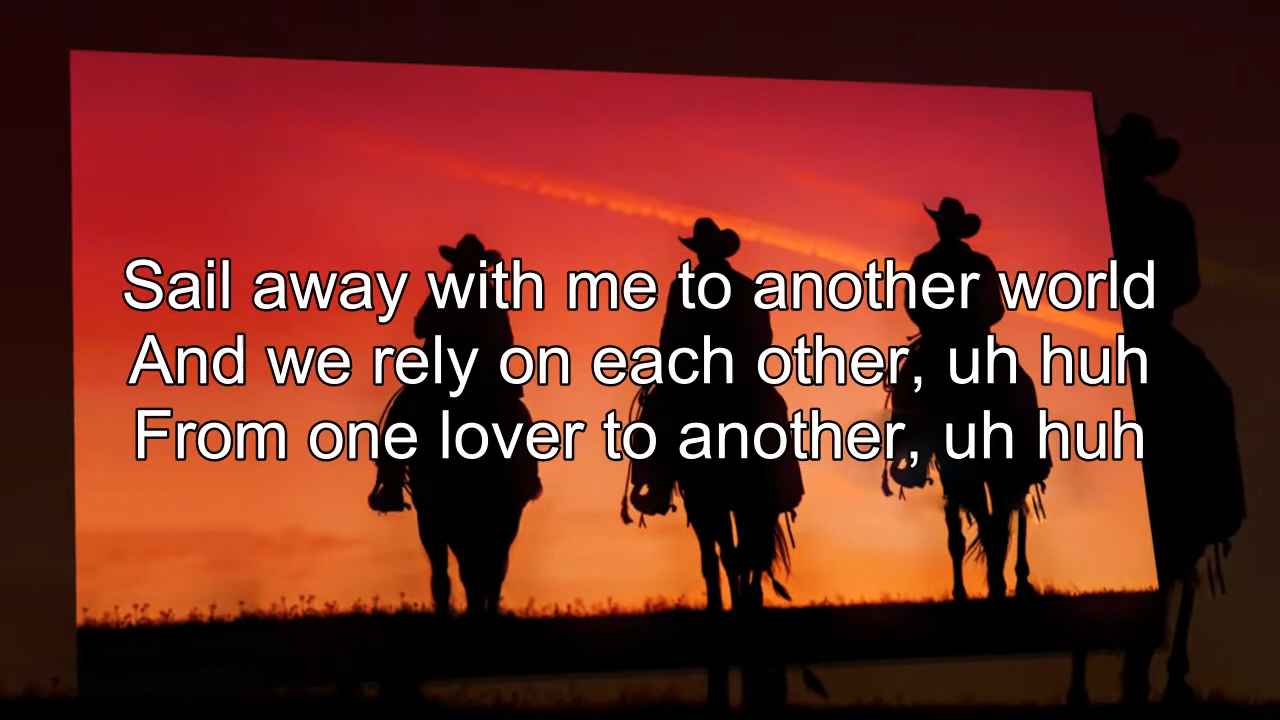 Sail away with me to another world
And we rely on each other, uh huh
From one lover to another, uh huh